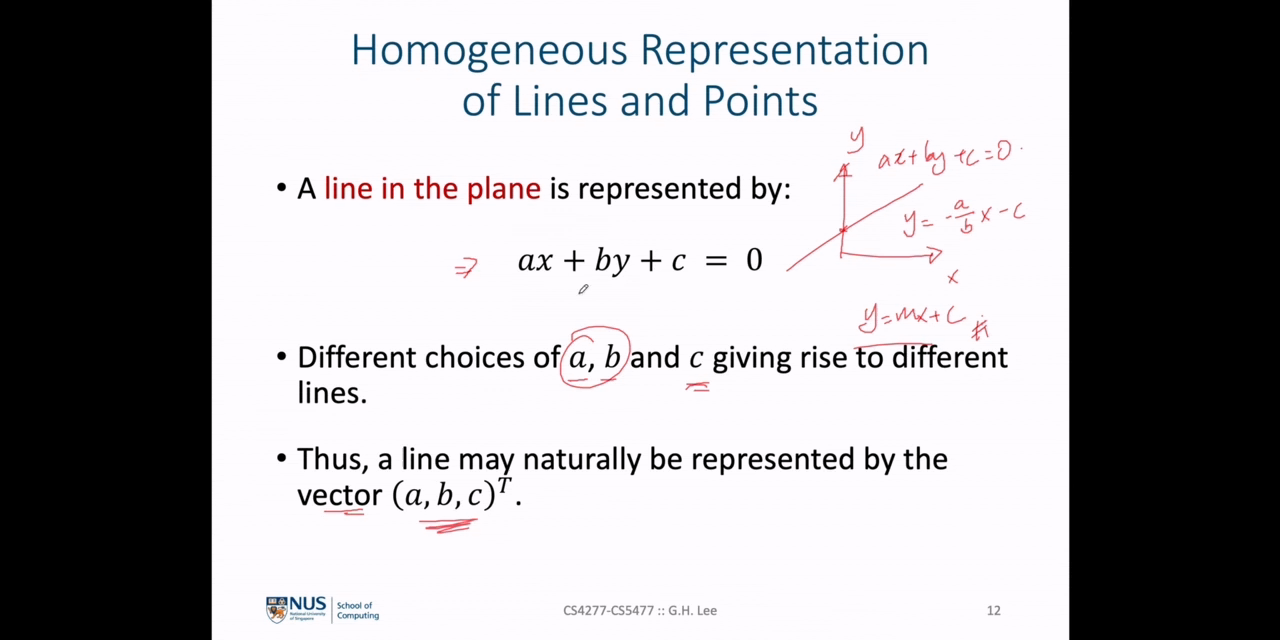 Homogeneous Representation
of Lines and Points
y
ax+by+c=0.
• A line in the plane is represented by:
y = -a/b x - c
⇒ ax + by + c = 0
x
y=mx+c
• Different choices of a, b and c giving rise to different
lines.
• Thus, a line may naturally be represented by the
vector (a, b, c)ᵀ.
NUS
National University
of Singapore
School of
Computing
CS4277-CS5477 :: G.H. Lee
12